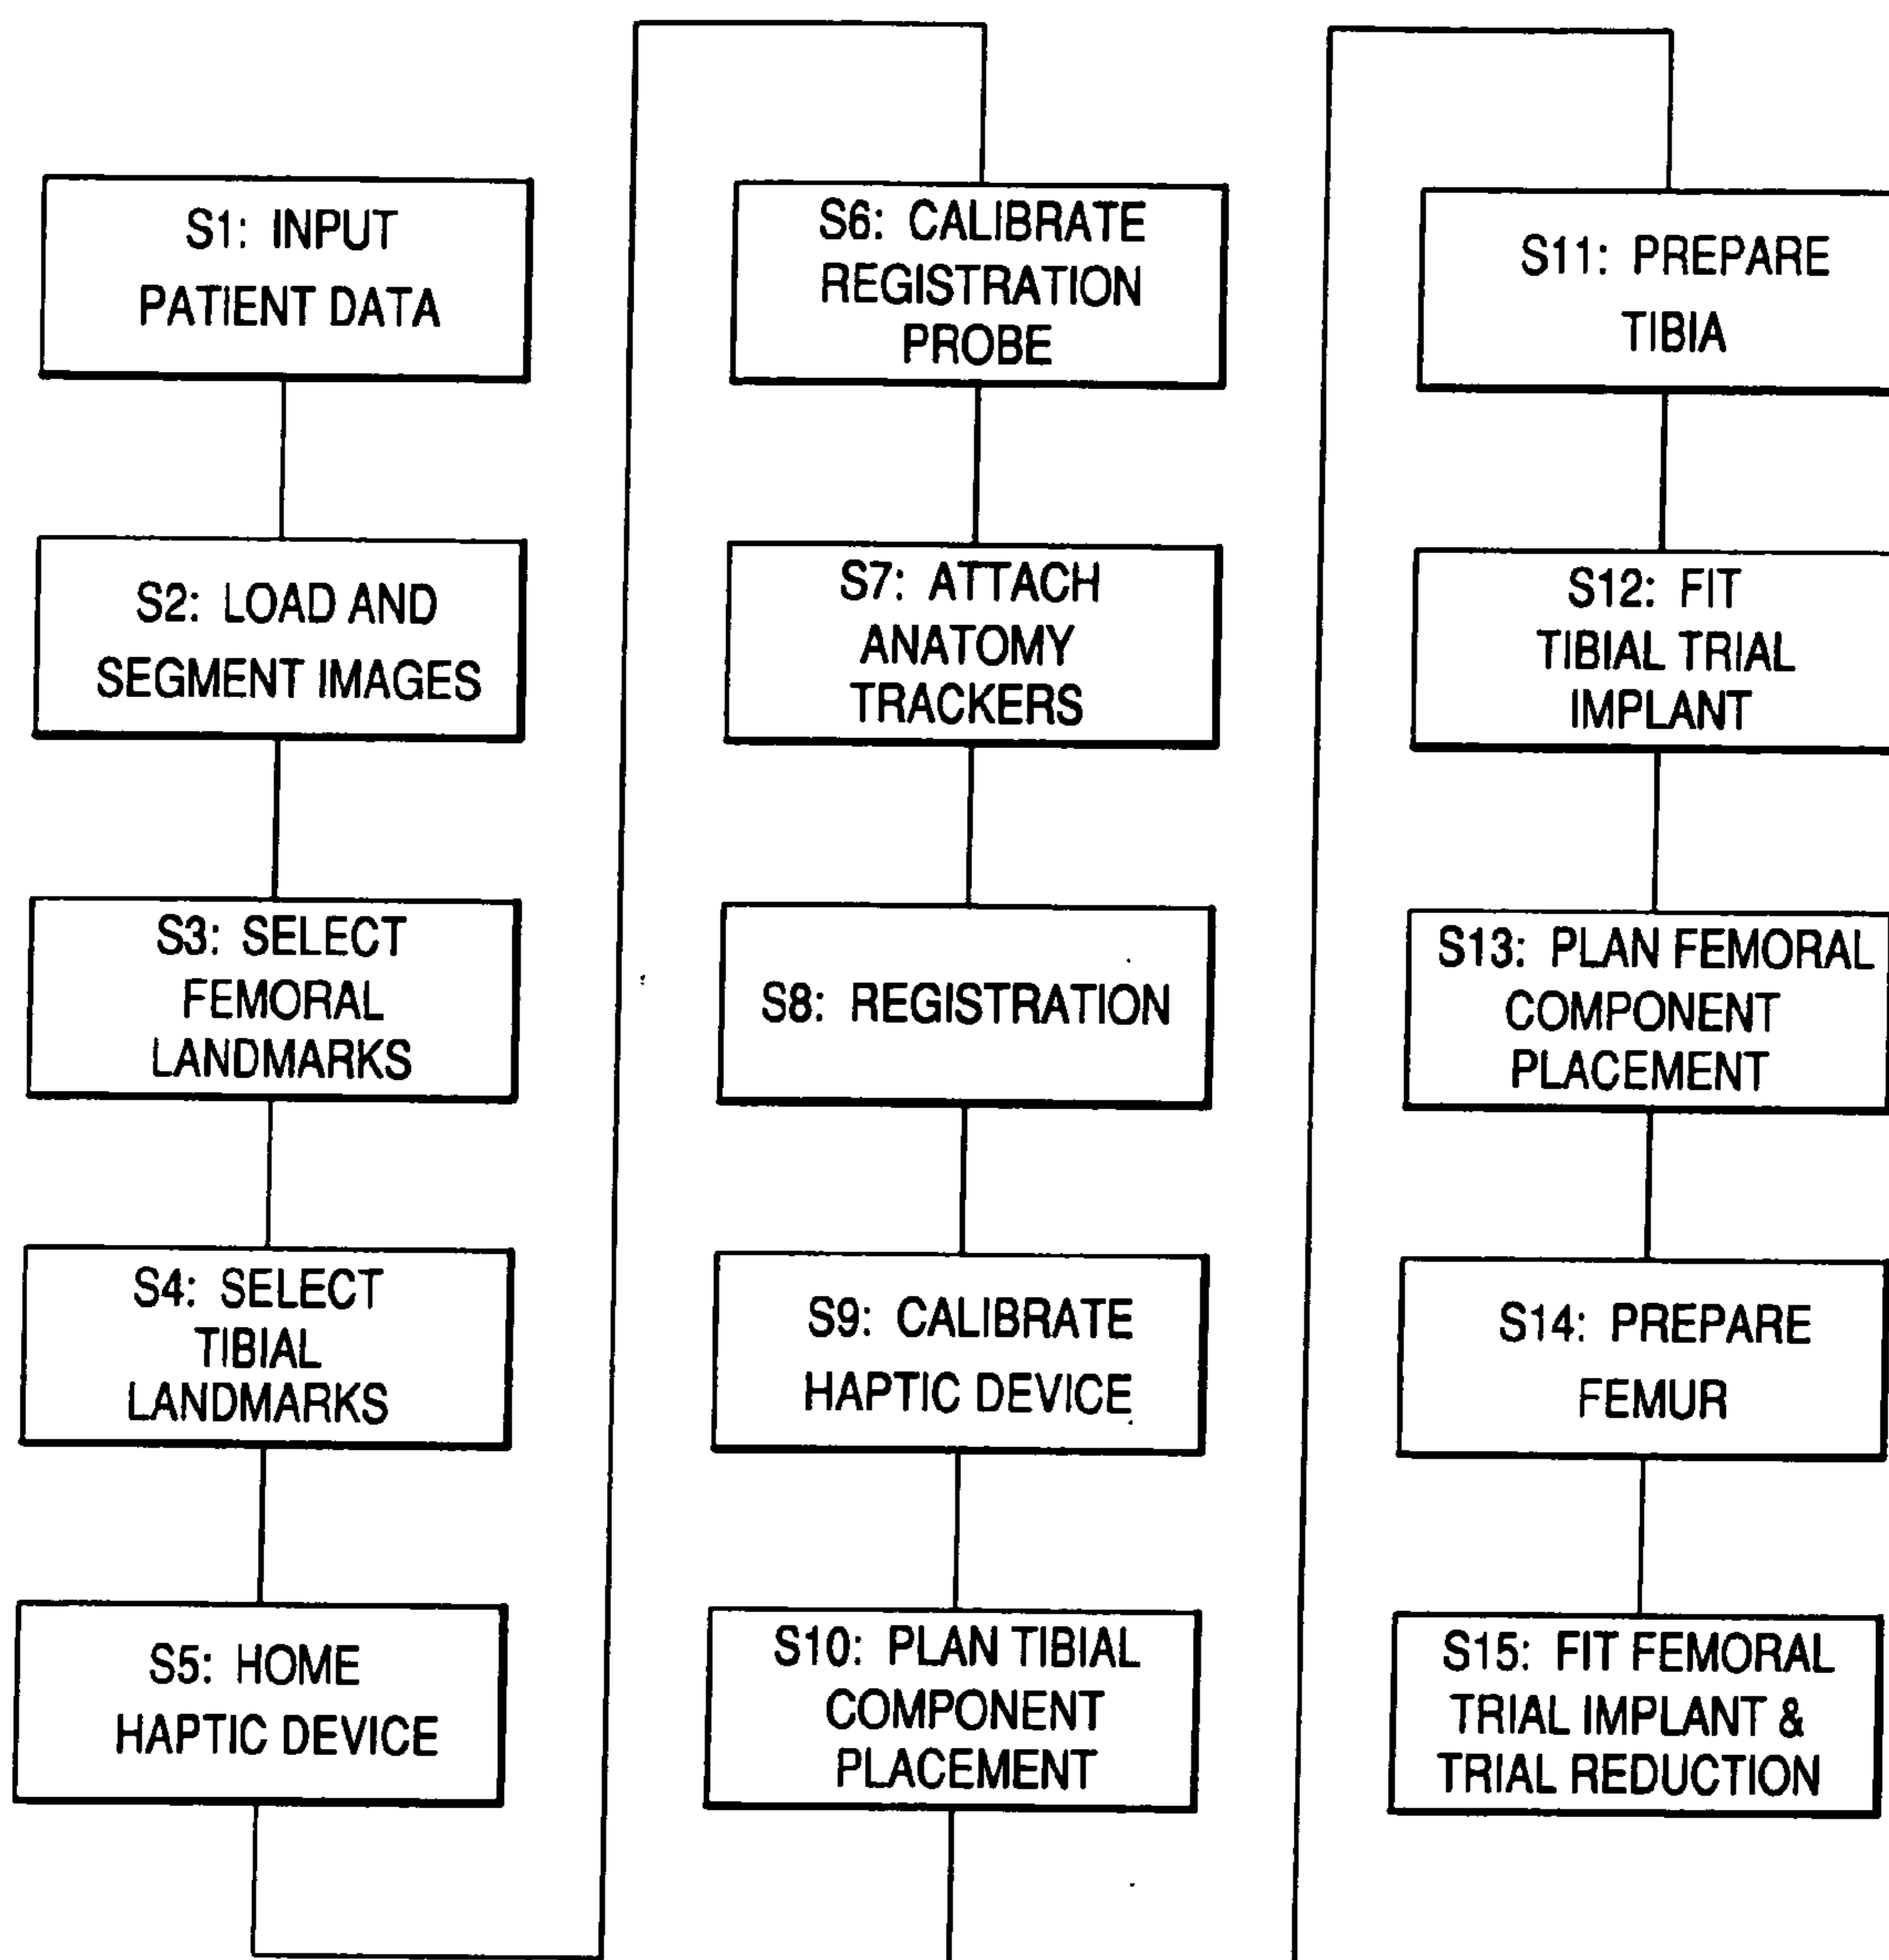 S1: INPUT
PATIENT DATA
S2: LOAD AND
SEGMENT IMAGES
S3: SELECT
FEMORAL
LANDMARKS
S4: SELECT
TIBIAL
LANDMARKS
S5: HOME
HAPTIC DEVICE
S6: CALIBRATE
REGISTRATION
PROBE
S7: ATTACH
ANATOMY
TRACKERS
S8: REGISTRATION
S9: CALIBRATE
HAPTIC DEVICE
S10: PLAN TIBIAL
COMPONENT
PLACEMENT
S11: PREPARE
TIBIA
S12: FIT
TIBIAL TRIAL
IMPLANT
S13: PLAN FEMORAL
COMPONENT
PLACEMENT
S14: PREPARE
FEMUR
S15: FIT FEMORAL
TRIAL IMPLANT &
TRIAL REDUCTION